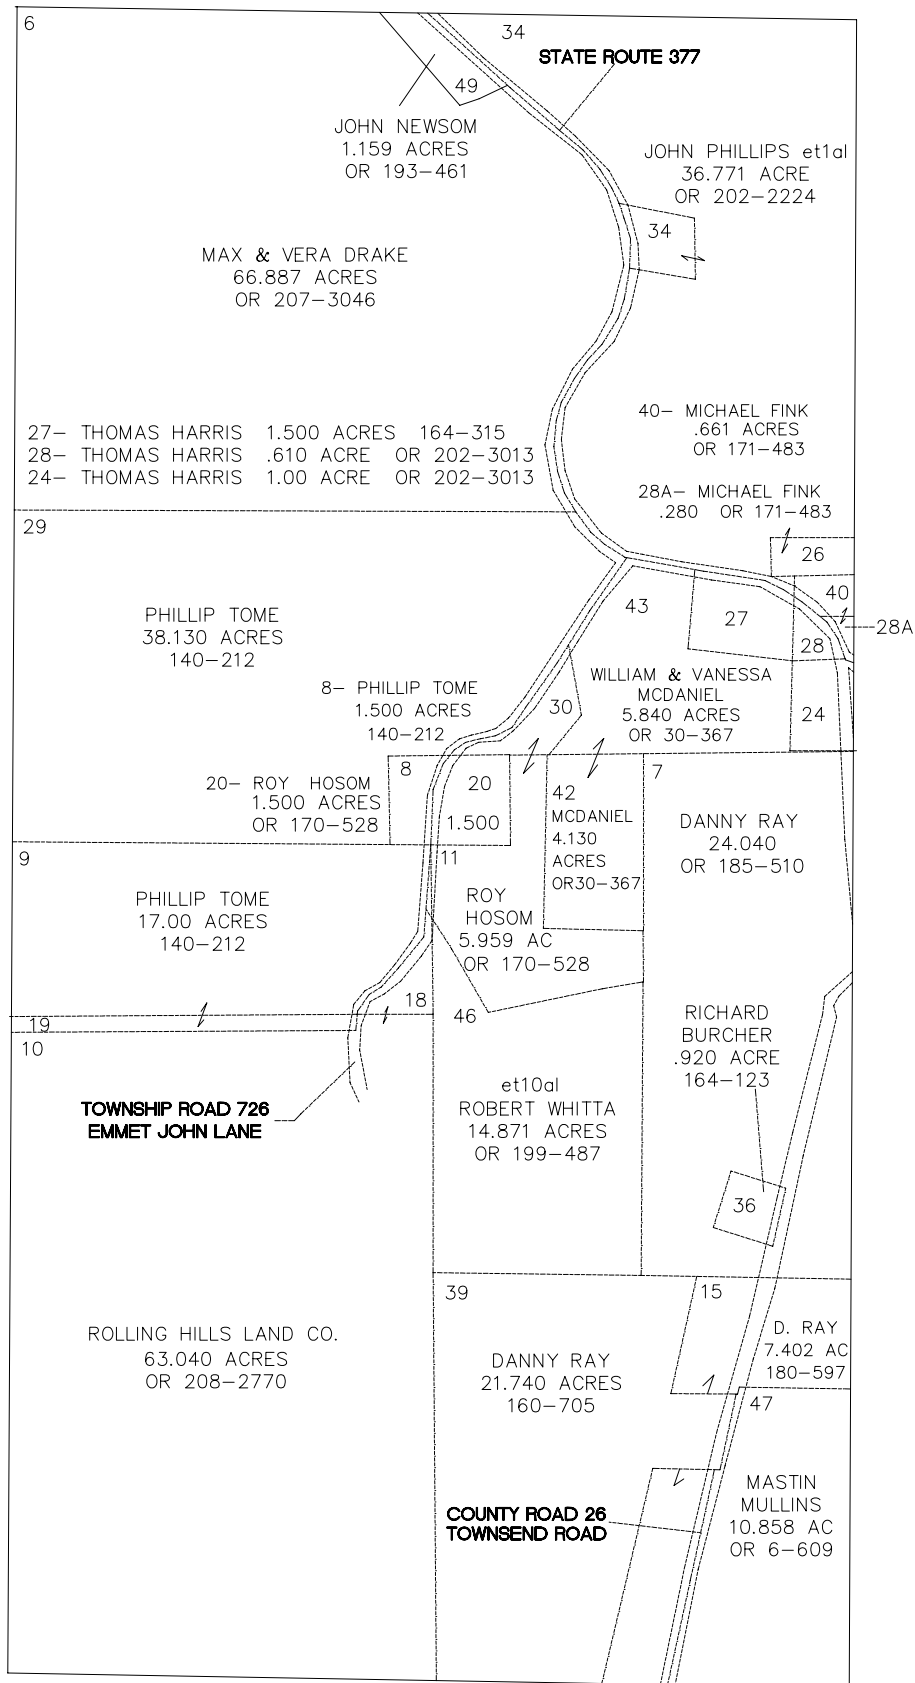 6
34
STATE ROUTE 377
49
JOHN NEWSOM
1.159 ACRES
OR 193-461
JOHN PHILLIPS et1al
36.771 ACRE
OR 202-2224
34
MAX & VERA DRAKE
66.887 ACRES
OR 207-3046
27- THOMAS HARRIS 1.500 ACRES 164-315
28- THOMAS HARRIS .610 ACRE OR 202-3013
24- THOMAS HARRIS 1.00 ACRE OR 202-3013
40- MICHAEL FINK
.661 ACRES
OR 171-483
28A- MICHAEL FINK
.280 OR 171-483
29
26
40
28A
43
27
28
PHILLIP TOME
38.130 ACRES
140-212
WILLIAM & VANESSA
MCDANIEL
5.840 ACRES
OR 30-367
24
30
8- PHILLIP TOME
1.500 ACRES
140-212
20- ROY HOSOM
1.500 ACRES
OR 170-528
8
20
1.500
42
MCDANIEL
4.130
ACRES
OR30-367
7
DANNY RAY
24.040
OR 185-510
9
11
PHILLIP TOME
17.00 ACRES
140-212
ROY
HOSOM
5.959 AC
OR 170-528
18
19
10
46
RICHARD
BURCHER
.920 ACRE
164-123
TOWNSHIP ROAD 726
EMMET JOHN LANE
et10al
ROBERT WHITTA
14.871 ACRES
OR 199-487
36
39
15
ROLLING HILLS LAND CO.
63.040 ACRES
OR 208-2770
DANNY RAY
21.740 ACRES
160-705
D. RAY
7.402 AC
180-597
47
COUNTY ROAD 26
TOWNSEND ROAD
MASTIN
MULLINS
10.858 AC
OR 6-609